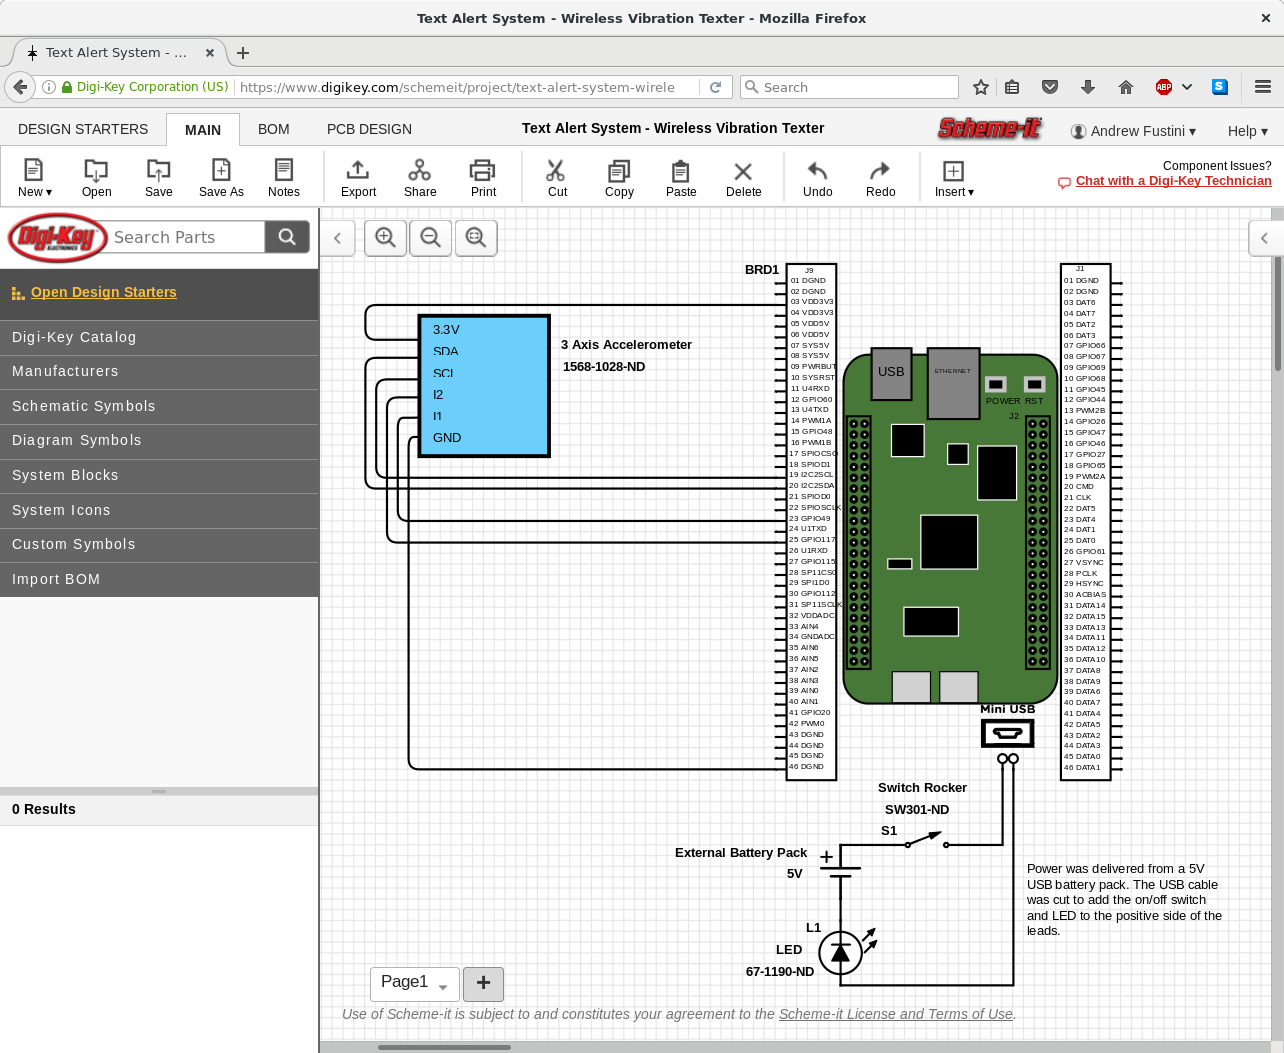 Text Alert System - Wireless Vibration Texter - Mozilla Firefox
Text Alert System - ...
Digi-Key Corporation (US)
https://www.digikey.com/schemeit/project/text-alert-system-wirele
Search
ABP
S
DESIGN STARTERS
MAIN
BOM
PCB DESIGN
Text Alert System - Wireless Vibration Texter
Scheme-it
Andrew Fustini ▾
Help ▾
New ▾
Open
Save
Save As
Notes
Export
Share
Print
Cut
Copy
Paste
Delete
Undo
Redo
Insert ▾
Component Issues?
Chat with a Digi-Key Technician
Digi-Key
ELECTRONICS
Search Parts
Open Design Starters
Digi-Key Catalog
Manufacturers
Schematic Symbols
Diagram Symbols
System Blocks
System Icons
Custom Symbols
Import BOM
0 Results
3.3V
SDA
SCL
I2
I1
GND
3 Axis Accelerometer
1568-1028-ND
BRD1
J9
01 DGND
02 DGND
03 VDD3V3
04 VDD3V3
05 VDD5V
06 VDD5V
07 SYS5V
08 SYS5V
09 PWRBUT
10 SYSRST
11 U4RXD
12 GPIO60
13 U4TXD
14 PWM1A
15 GPIO48
16 PWM1B
17 SPIOCSO
18 SPIOD1
19 I2C2SCL
20 I2C2SDA
21 SPIOD0
22 SPIOSCLK
23 GPIO49
24 U1TXD
25 GPIO117
26 U1RXD
27 GPIO115
28 SP11CS0
29 SPI1D0
30 GPIO112
31 SP11SCLK
32 VDDADC
33 AIN4
34 GNDADC
35 AIN6
36 AIN5
37 AIN2
38 AIN3
39 AIN0
40 AIN1
41 GPIO20
42 PWM0
43 DGND
44 DGND
45 DGND
46 DGND
USB
ETHERNET
POWER
RST
J2
J1
01 DGND
02 DGND
03 DAT6
04 DAT7
05 DAT2
06 DAT3
07 GPIO66
08 GPIO67
09 GPIO69
10 GPIO68
11 GPIO45
12 GPIO44
13 PWM2B
14 GPIO26
15 GPIO47
16 GPIO46
17 GPIO27
18 GPIO65
19 PWM2A
20 CMD
21 CLK
22 DAT5
23 DAT4
24 DAT1
25 DAT0
26 GPIO61
27 VSYNC
28 PCLK
29 HSYNC
30 ACBIAS
31 DATA14
32 DATA15
33 DATA13
34 DATA11
35 DATA12
36 DATA10
37 DATA8
38 DATA9
39 DATA6
40 DATA7
41 DATA4
42 DATA5
43 DATA2
44 DATA3
45 DATA0
46 DATA1
Mini USB
Switch Rocker
SW301-ND
S1
External Battery Pack
5V
+
L1
LED
67-1190-ND
Power was delivered from a 5V
USB battery pack. The USB cable
was cut to add the on/off switch
and LED to the positive side of the
leads.
Page1
+
Use of Scheme-it is subject to and constitutes your agreement to the Scheme-it License and Terms of Use.